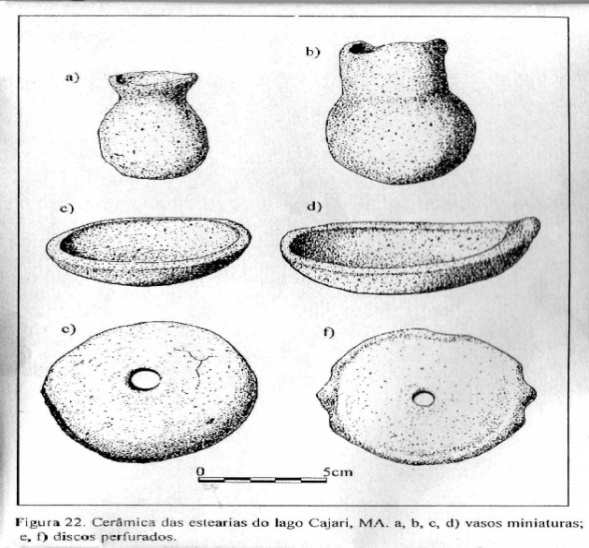 a)
b)
c)
d)
e)
f)
0 5cm
Figura 22. Cerâmica das estearias do lago Cajari, MA. a, b, c, d) vasos miniaturas;
e, f) discos perfurados.